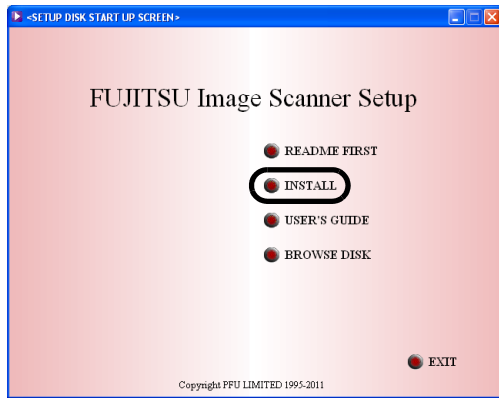 <SETUP DISK START UP SCREEN>
FUJITSU Image Scanner Setup
README FIRST
INSTALL
USER'S GUIDE
BROWSE DISK
EXIT
Copyright PFU LIMITED 1995-2011